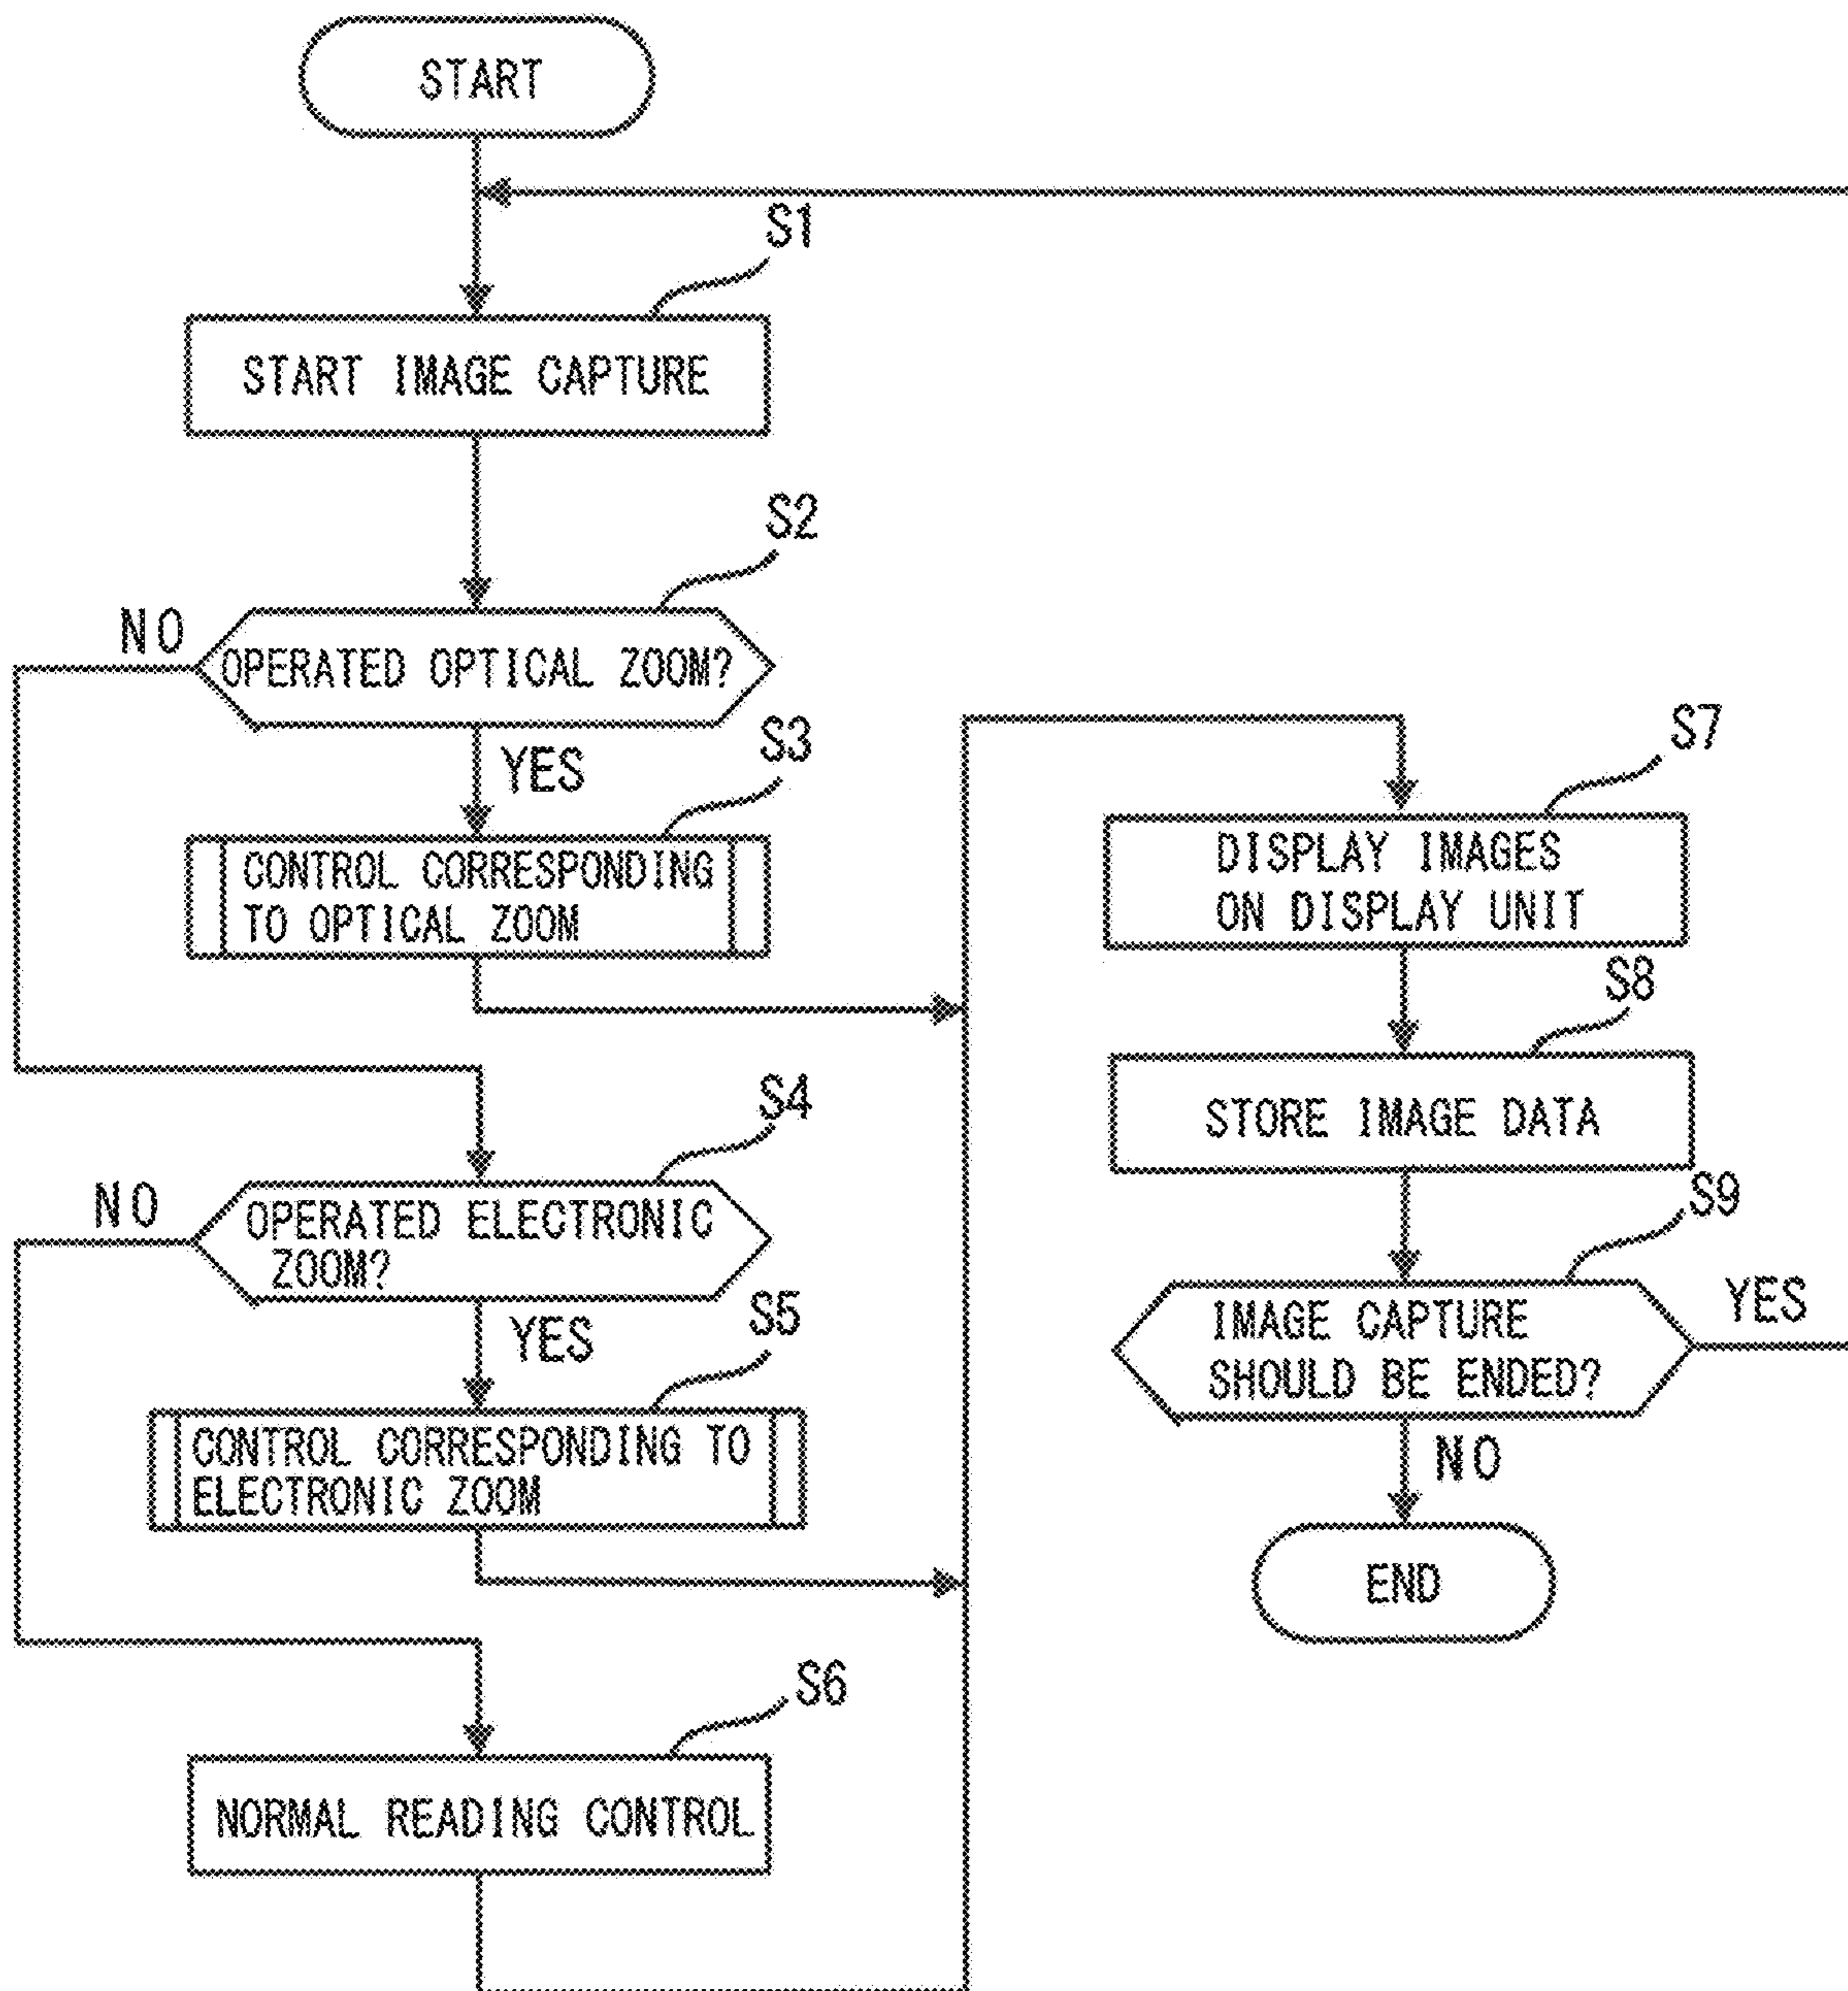 START
S1
START IMAGE CAPTURE
S2
NO
OPERATED OPTICAL ZOOM?
YES
S3
CONTROL CORRESPONDING
TO OPTICAL ZOOM
S4
NO
OPERATED ELECTRONIC
ZOOM?
YES
S5
CONTROL CORRESPONDING TO
ELECTRONIC ZOOM
S6
NORMAL READING CONTROL
S7
DISPLAY IMAGES
ON DISPLAY UNIT
S8
STORE IMAGE DATA
S9
IMAGE CAPTURE
SHOULD BE ENDED?
YES
NO
END